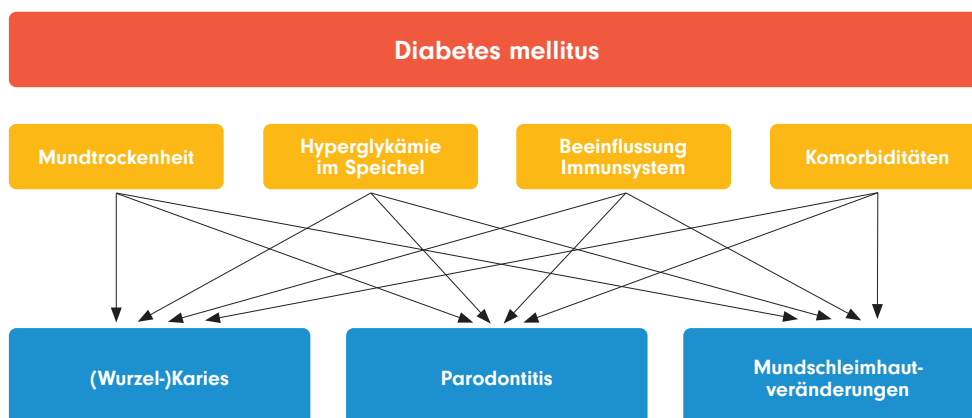 Diabetes mellitus
Mundtrockenheit
Hyperglykämie
im Speichel
Beeinflussung
Immunsystem
Komorbiditäten
(Wurzel-)Karies
Parodontitis
Mundschleimhaut-
veränderungen